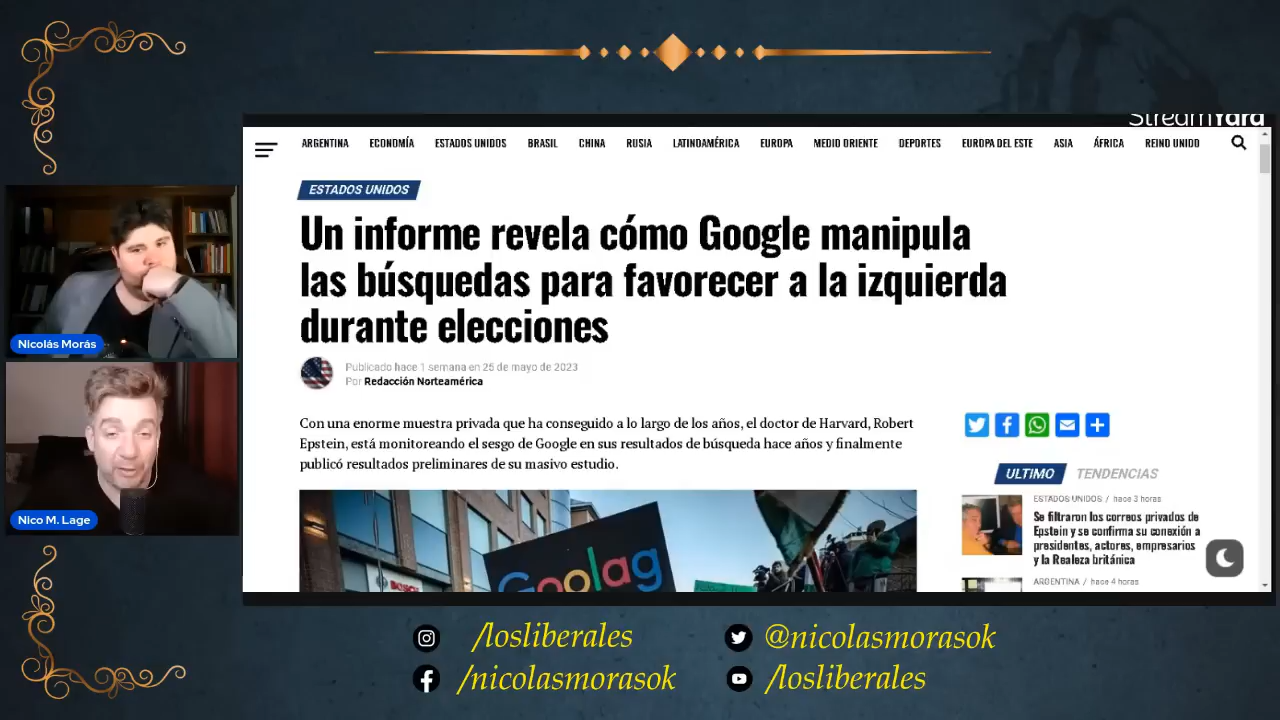 StreamYard
ARGENTINA ECONOMÍA ESTADOS UNIDOS BRASIL CHINA RUSIA LATINOAMÉRICA EUROPA MEDIO ORIENTE DEPORTES EUROPA DEL ESTE ASIA ÁFRICA REINO UNIDO
ESTADOS UNIDOS
Un informe revela cómo Google manipula
las búsquedas para favorecer a la izquierda
durante elecciones
Publicado hace 1 semana en 25 de mayo de 2023
Por Redacción Norteamérica
Con una enorme muestra privada que ha conseguido a lo largo de los años, el doctor de Harvard, Robert
Epstein, está monitoreando el sesgo de Google en sus resultados de búsqueda hace años y finalmente
publicó resultados preliminares de su masivo estudio.
Goolag
BOSCH
ULTIMO TENDENCIAS
ESTADOS UNIDOS / hace 3 horas
Se filtraron los correos privados de
Epstein y se confirma su conexión a
presidentes, actores, empresarios
y la Realeza británica
ARGENTINA / hace 4 horas
Nicolás Morás
Nico M. Lage
/losliberales
@nicolasmorasok
/nicolasmorasok
/losliberales